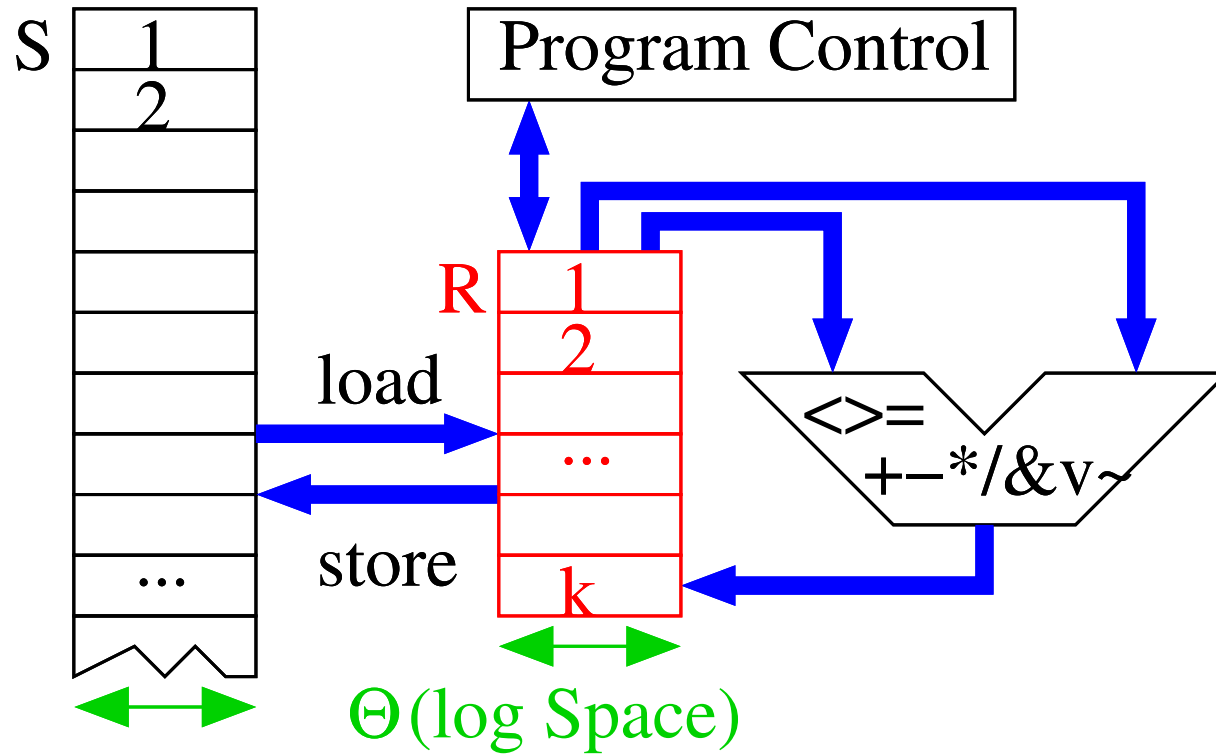 S
1
2
...
Program Control
R
1
2
...
k
load
store
<>=
+−*/&v~
Θ(log Space)